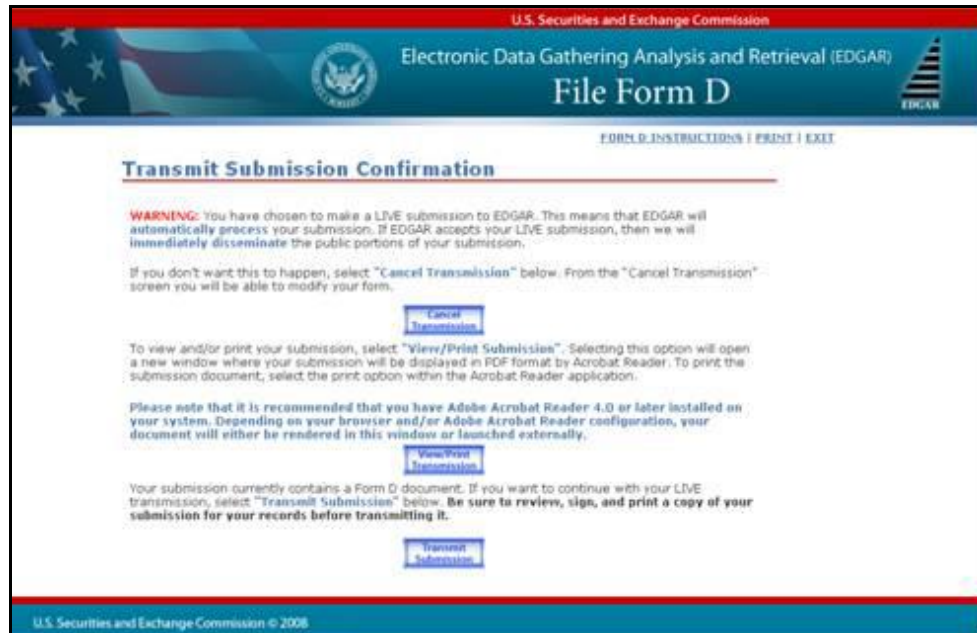 U.S. Securities and Exchange Commission
Electronic Data Gathering Analysis and Retrieval (EDGAR)
File Form D
EDGAR
FORM D INSTRUCTIONS | PRINT | EXIT
Transmit Submission Confirmation
WARNING: You have chosen to make a LIVE submission to EDGAR. This means that EDGAR will
automatically process your submission. If EDGAR accepts your LIVE submission, then we will
immediately disseminate the public portions of your submission.
If you don't want this to happen, select "Cancel Transmission" below. From the "Cancel Transmission"
screen you will be able to modify your form.
Cancel
Transmission
To view and/or print your submission, select "View/Print Submission". Selecting this option will open
a new window where your submission will be displayed in PDF format by Acrobat Reader. To print the
submission document, select the print option within the Acrobat Reader application.
Please note that it is recommended that you have Adobe Acrobat Reader 4.0 or later installed on
your system. Depending on your browser and/or Adobe Acrobat Reader configuration, your
document will either be rendered in this window or launched externally.
View/Print
Transmission
Your submission currently contains a Form D document. If you want to continue with your LIVE
transmission, select "Transmit Submission" below. Be sure to review, sign, and print a copy of your
submission for your records before transmitting it.
Transmit
Submission
U.S. Securities and Exchange Commission © 2008